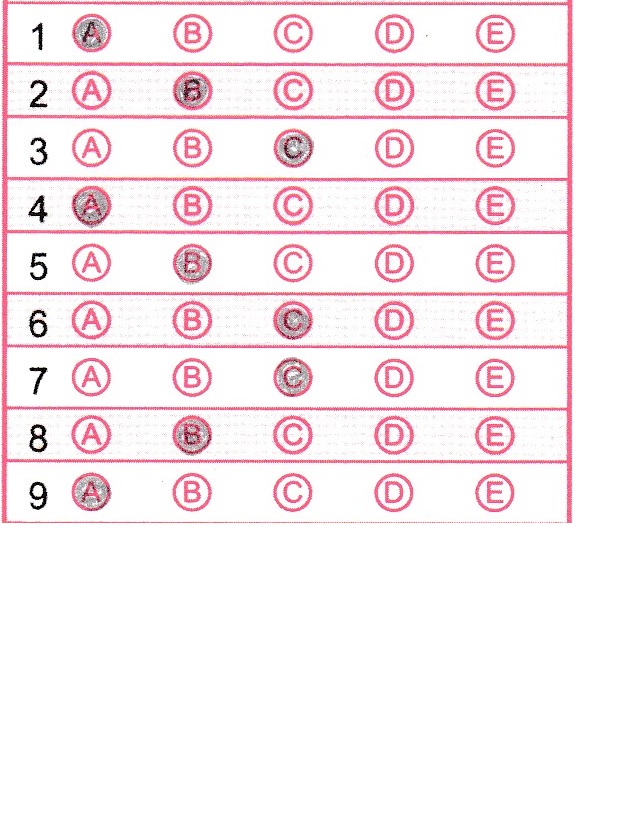 1 A B C D E
2 A B C D E
3 A B C D E
4 A B C D E
5 A B C D E
6 A B C D E
7 A B C D E
8 A B C D E
9 A B C D E